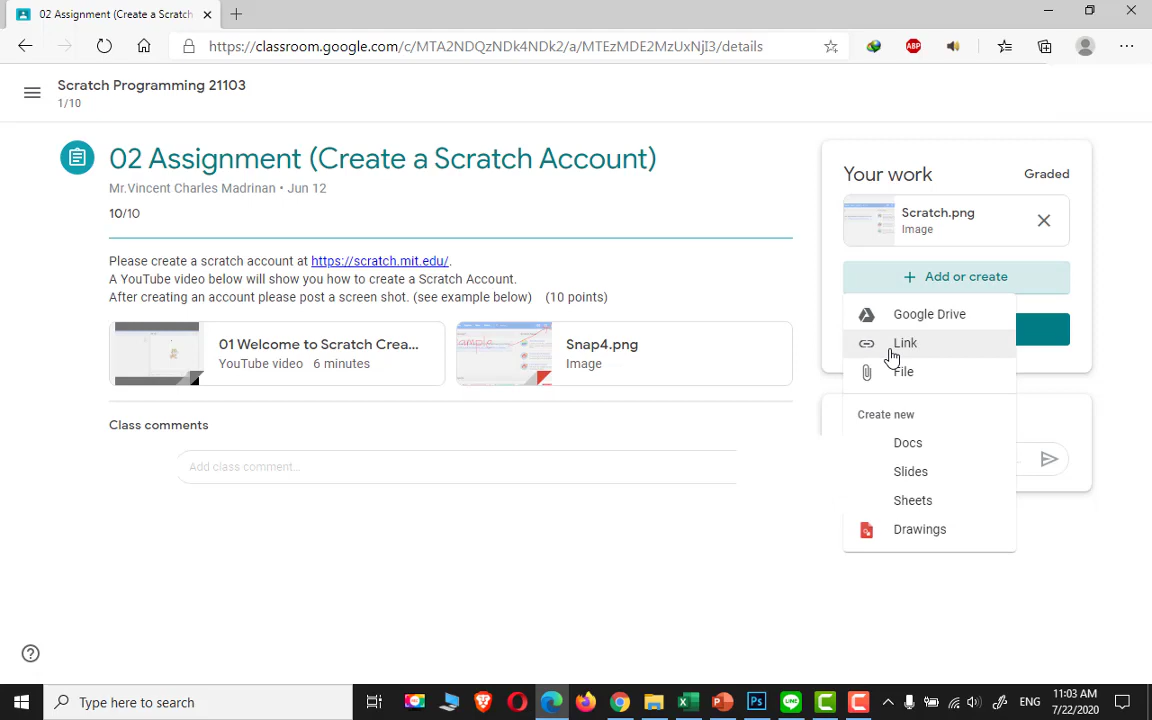 02 Assignment (Create a Scratch
https://classroom.google.com/c/MTA2NDQzNDk4NDk2/a/MTEzMDE2MzUxNjI3/details
ABP
Scratch Programming 21103
1/10
02 Assignment (Create a Scratch Account)
Mr.Vincent Charles Madrinan • Jun 12
10/10
Please create a scratch account at https://scratch.mit.edu/.
A YouTube video below will show you how to create a Scratch Account.
After creating an account please post a screen shot. (see example below) (10 points)
01 Welcome to Scratch Crea...
YouTube video 6 minutes
Snap4.png
Image
Class comments
Add class comment...
Your work
Graded
Scratch.png
Image
+ Add or create
Google Drive
Link
File
Create new
Docs
Slides
Sheets
Drawings
Type here to search
ENG
11:03 AM
7/22/2020